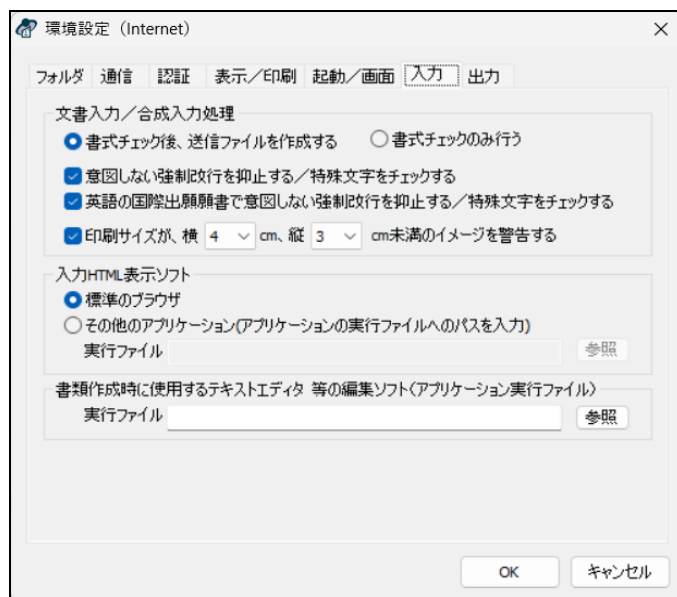 環境設定（Internet）
フォルダ 通信 認証 表示／印刷 起動／画面 入力 出力
文書入力／合成入力処理
書式チェック後、送信ファイルを作成する 書式チェックのみ行う
意図しない強制改行を抑止する／特殊文字をチェックする
英語の国際出願願書で意図しない強制改行を抑止する／特殊文字をチェックする
印刷サイズが、横 4 cm、縦 3 cm未満のイメージを警告する
入力HTML表示ソフト
標準のブラウザ
その他のアプリケーション(アプリケーションの実行ファイルへのパスを入力)
実行ファイル 参照
書類作成時に使用するテキストエディタ 等の編集ソフト(アプリケーション実行ファイル)
実行ファイル 参照
OK キャンセル